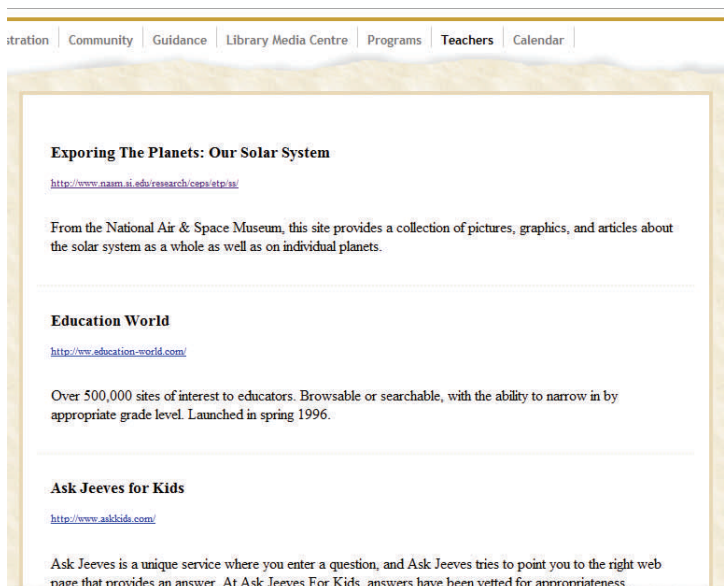 stration Community Guidance Library Media Centre Programs Teachers Calendar
Exporing The Planets: Our Solar System
http://www.nasm.si.edu/research/ceps/etp/ss/
From the National Air & Space Museum, this site provides a collection of pictures, graphics, and articles about
the solar system as a whole as well as on individual planets.
Education World
http://ww.education-world.com/
Over 500,000 sites of interest to educators. Browsable or searchable, with the ability to narrow in by
appropriate grade level. Launched in spring 1996.
Ask Jeeves for Kids
http://www.askkids.com/
Ask Jeeves is a unique service where you enter a question, and Ask Jeeves tries to point you to the right web
page that provides an answer. At Ask Jeeves For Kids, answers have been vetted for appropriateness.